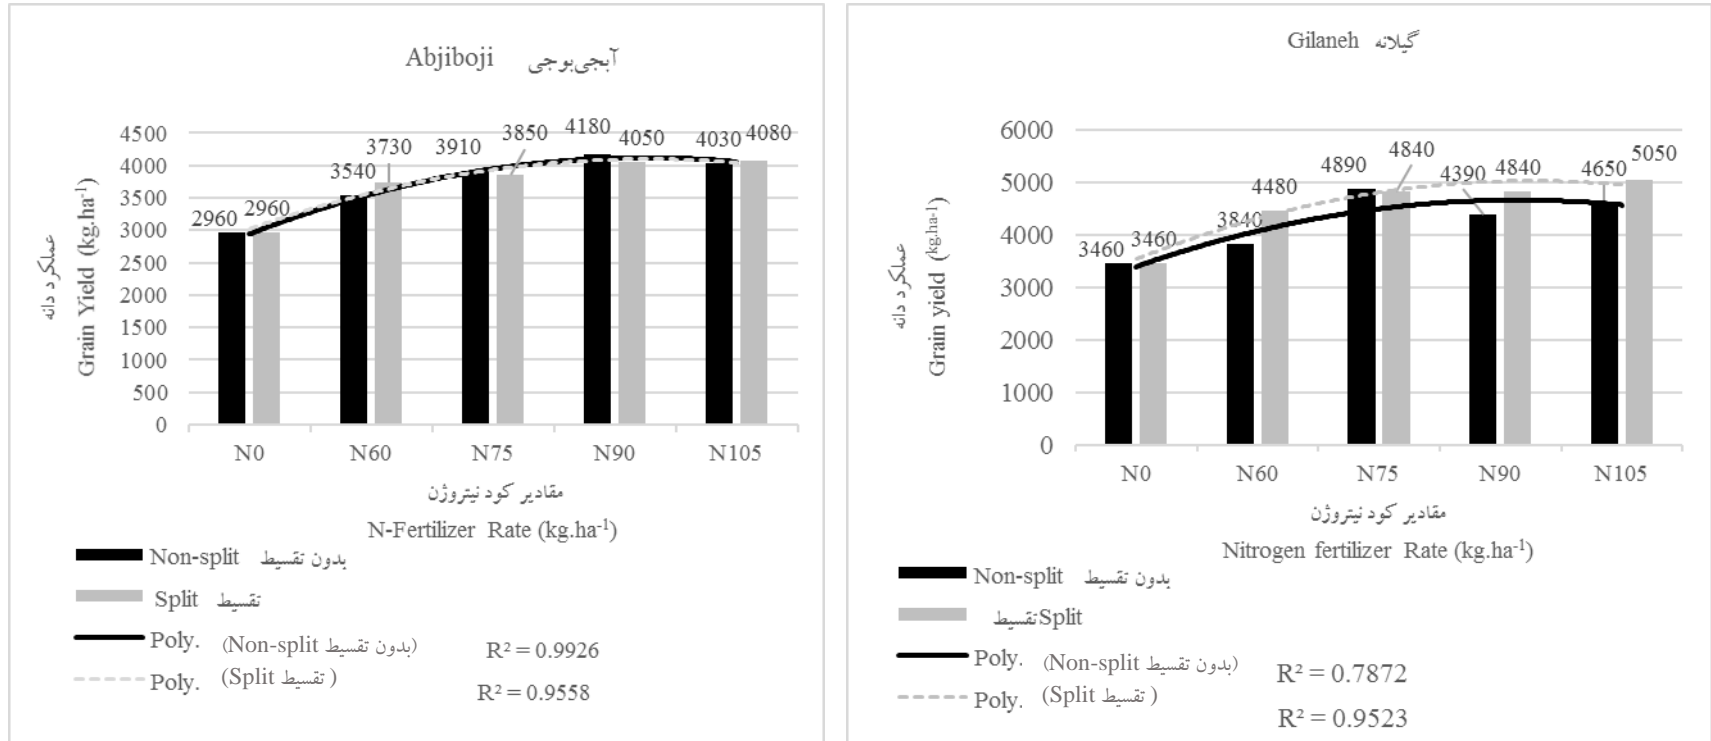 Abjiboji آبجی‌بوجی
4500
4000
3500
3000
2500
2000
1500
1000
500
0
2960
2960
3540
3730
3910
3850
4180
4050
4030
4080
عملکرد دانه
Grain Yield (kg.ha-1)
N0
N60
N75
N90
N105
مقادیر کود نیتروژن
N-Fertilizer Rate (kg.ha-1)
Non-split بدون تقسیط
Split تقسیط
Poly. (Non-split بدون تقسیط) R² = 0.9926
Poly. (Split تقسیط ) R² = 0.9558
Gilaneh گیلانه
6000
5000
4000
3000
2000
1000
0
3460
3460
3840
4480
4890
4840
4390
4840
4650
5050
عملکرد دانه
Grain yield (kg.ha-1)
N0
N60
N75
N90
N105
مقادیر کود نیتروژن
Nitrogen fertilizer Rate (kg.ha-1)
Non-split بدون تقسیط
Split تقسیط
Poly. (Non-split بدون تقسیط) R² = 0.7872
Poly. (Split تقسیط ) R² = 0.9523